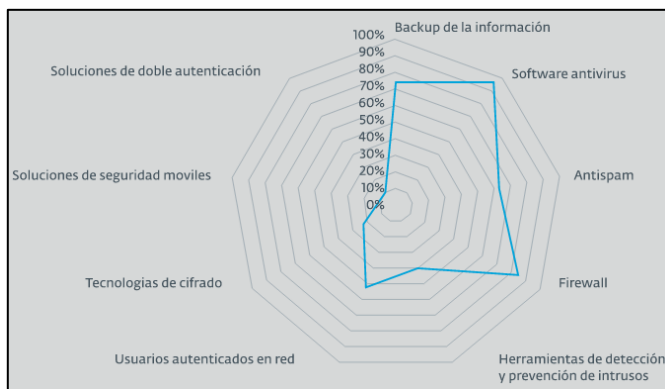 Backup de la información
100%
90%
80%
70%
60%
50%
40%
30%
20%
10%
0%
Software antivirus
Antispam
Firewall
Herramientas de detección
y prevención de intrusos
Usuarios autenticados en red
Tecnologias de cifrado
Soluciones de seguridad moviles
Soluciones de doble autenticación